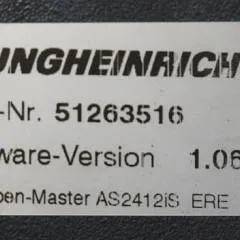 UNGHEINRICH
-Nr. 51263516
ware-Version 1.06
pen-Master AS2412iS ERE